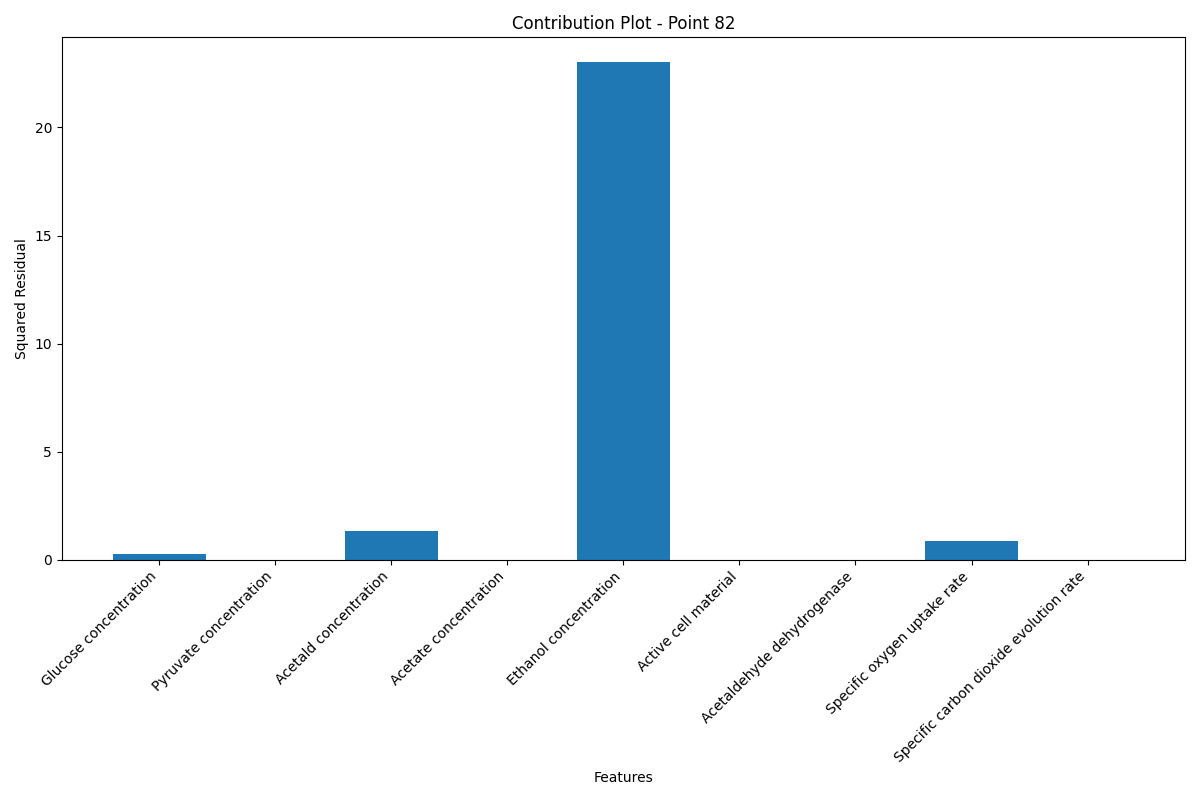 Contribution Plot - Point 82
Squared Residual
20
15
10
5
0
Glucose concentration
Pyruvate concentration
Acetald concentration
Acetate concentration
Ethanol concentration
Active cell material
Acetaldehyde dehydrogenase
Specific oxygen uptake rate
Specific carbon dioxide evolution rate
Features